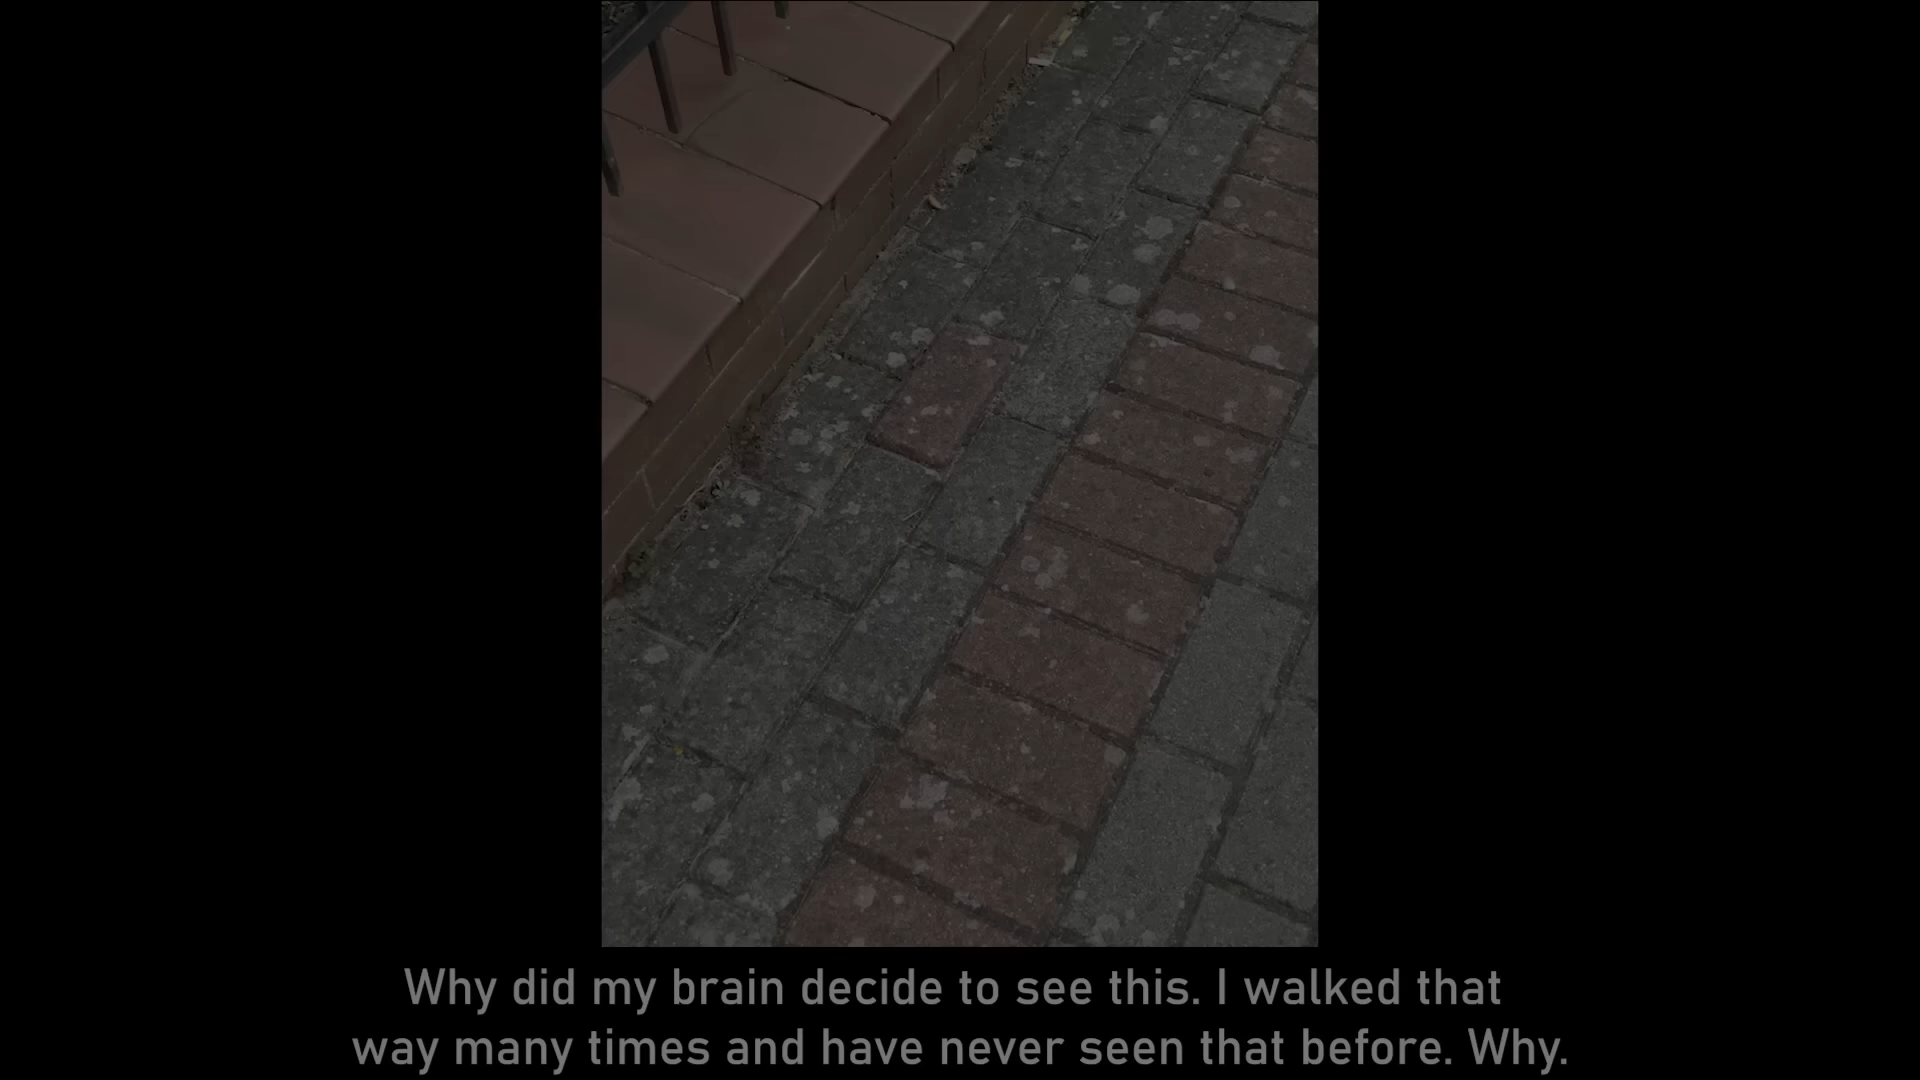 Why did my brain decide to see this. I walked that
way many times and have never seen that before. Why.